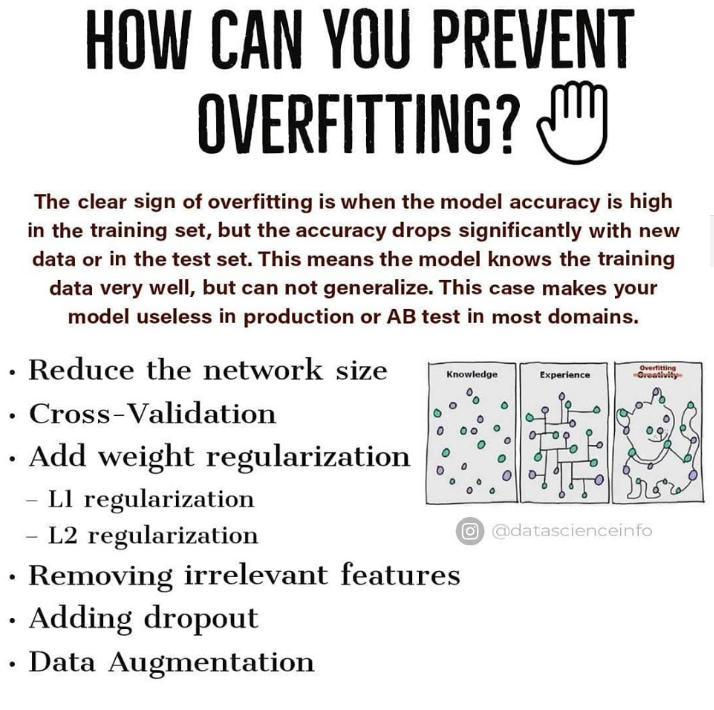 HOW CAN YOU PREVENT
OVERFITTING?
The clear sign of overfitting is when the model accuracy is high
in the training set, but the accuracy drops significantly with new
data or in the test set. This means the model knows the training
data very well, but can not generalize. This case makes your
model useless in production or AB test in most domains.
• Reduce the network size
• Cross-Validation
• Add weight regularization
– L1 regularization
– L2 regularization
• Removing irrelevant features
• Adding dropout
• Data Augmentation
Knowledge
Experience
Overfitting
Creativity
@datascienceinfo